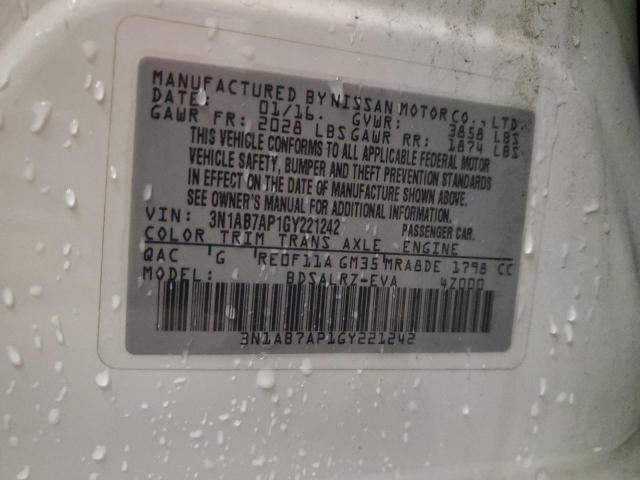 MANUFACTURED BY NISSAN MOTOR CO., LTD.
DATE: 01/16. GVWR: 3858 LBS
GAWR FR: 2028 LBS GAWR RR: 1874 LBS
THIS VEHICLE CONFORMS TO ALL APPLICABLE FEDERAL MOTOR
VEHICLE SAFETY, BUMPER AND THEFT PREVENTION STANDARDS
IN EFFECT ON THE DATE OF MANUFACTURE SHOWN ABOVE.
SEE OWNER'S MANUAL FOR ADDITIONAL INFORMATION.
VIN: 3N1AB7AP1GY221242 PASSENGER CAR
COLOR TRIM TRANS AXLE ENGINE
QAC G RE0F11A GM35 MRA8DE 1798 CC
MODEL: BDSALRZ-EVA 4Z000
3N1AB7AP1GY221242